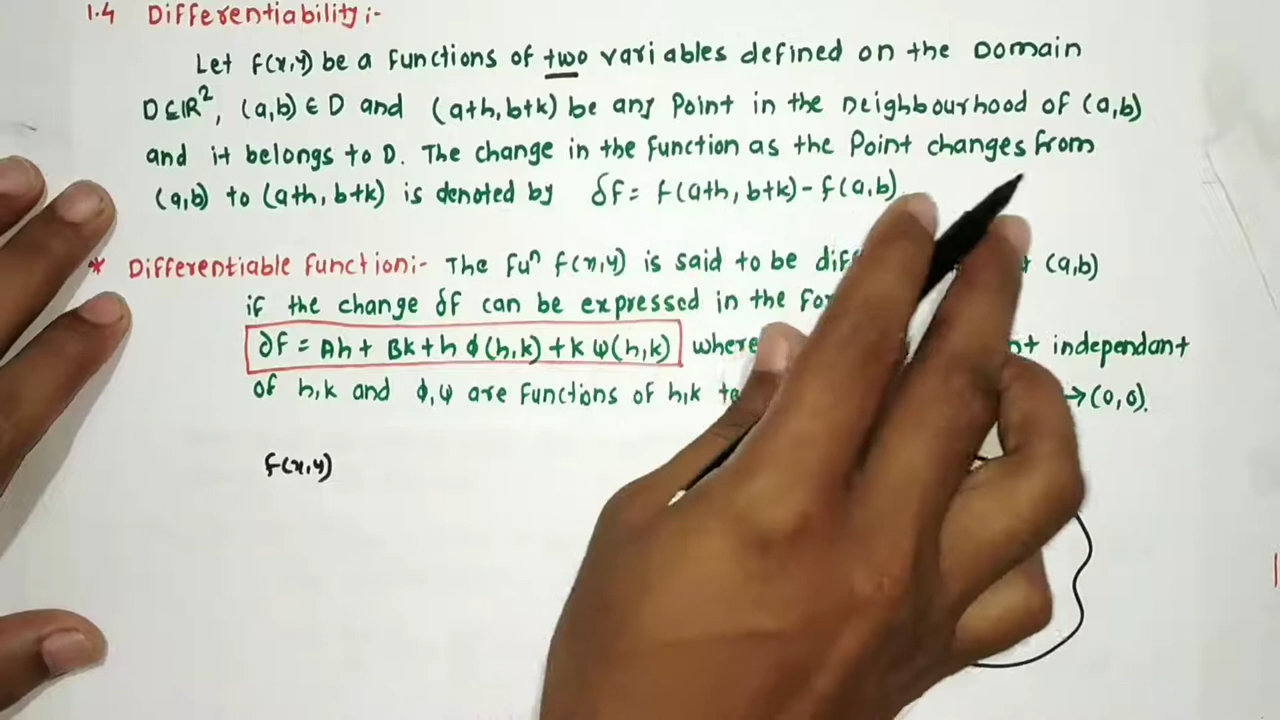 1.4 Differentiability:-
Let f(x,y) be a functions of two variables defined on the Domain
D⊆ℝ², (a,b) ∈ D and (a+h, b+k) be any Point in the neighbourhood of (a,b)
and it belongs to D. The change in the function as the Point changes from
(a,b) to (a+h, b+k) is denoted by δf = f(a+h, b+k) - f(a,b)
* Differentiable function:- The Fuⁿ f(x,y) is said to be (a,b)
if the change δf can be expressed in the
δf = Ah + Bk + h ϕ(h,k) + k ψ(h,k) where independant
of h,k and ϕ,ψ are functions of h,k →(0,0).
f(x,y)